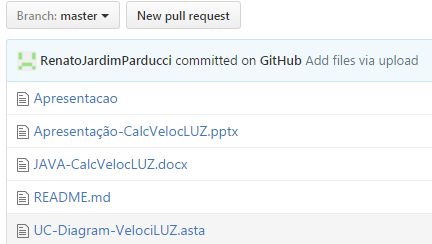 Branch: master New pull request
RenatoJardimParducci committed on GitHub Add files via upload
Apresentacao
Apresentação-CalcVelocLUZ.pptx
JAVA-CalcVelocLUZ.docx
README.md
UC-Diagram-VelociLUZ.asta